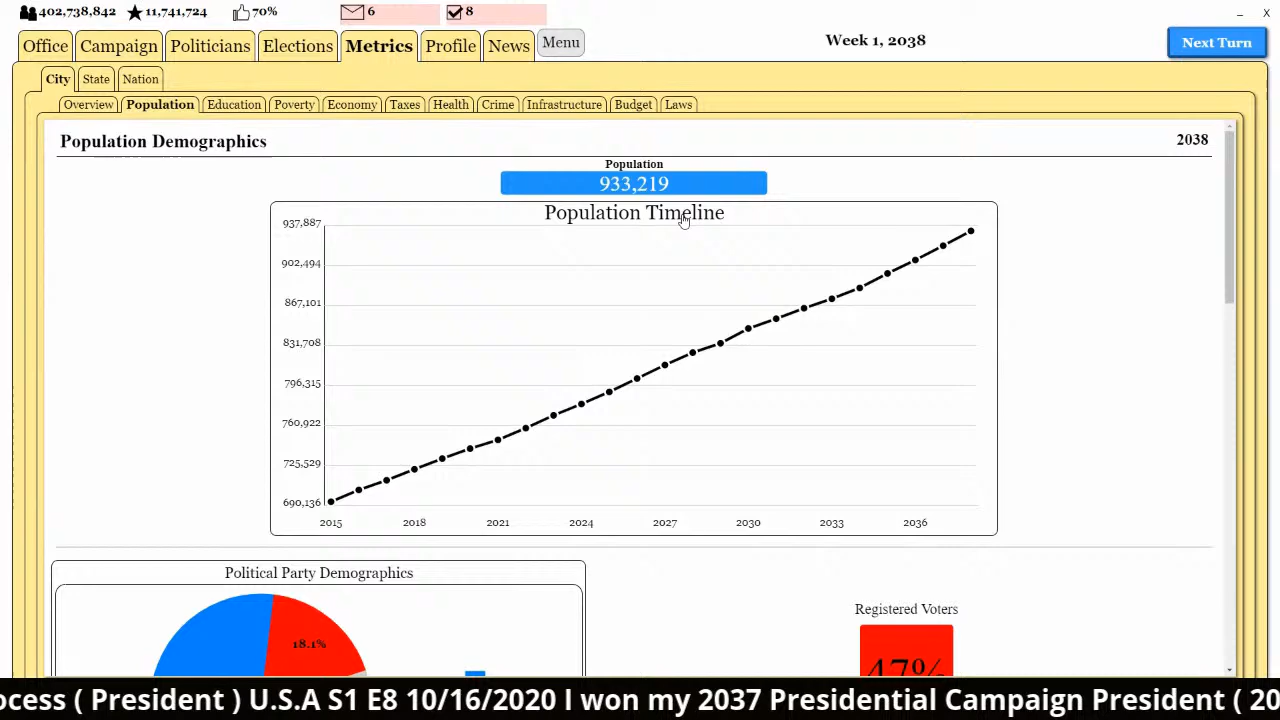 402,738,842 11,741,724 70% 6 8
Office Campaign Politicians Elections Metrics Profile News Menu Week 1, 2038 Next Turn
City State Nation
Overview Population Education Poverty Economy Taxes Health Crime Infrastructure Budget Laws
Population Demographics 2038
Population
933,219
Population Timeline
937,887
902,494
867,101
831,708
796,315
760,922
725,529
690,136
2015 2018 2021 2024 2027 2030 2033 2036
Political Party Demographics
Registered Voters
18.1%
47%
ocess ( President ) U.S.A S1 E8 10/16/2020 I won my 2037 Presidential Campaign President ( 20